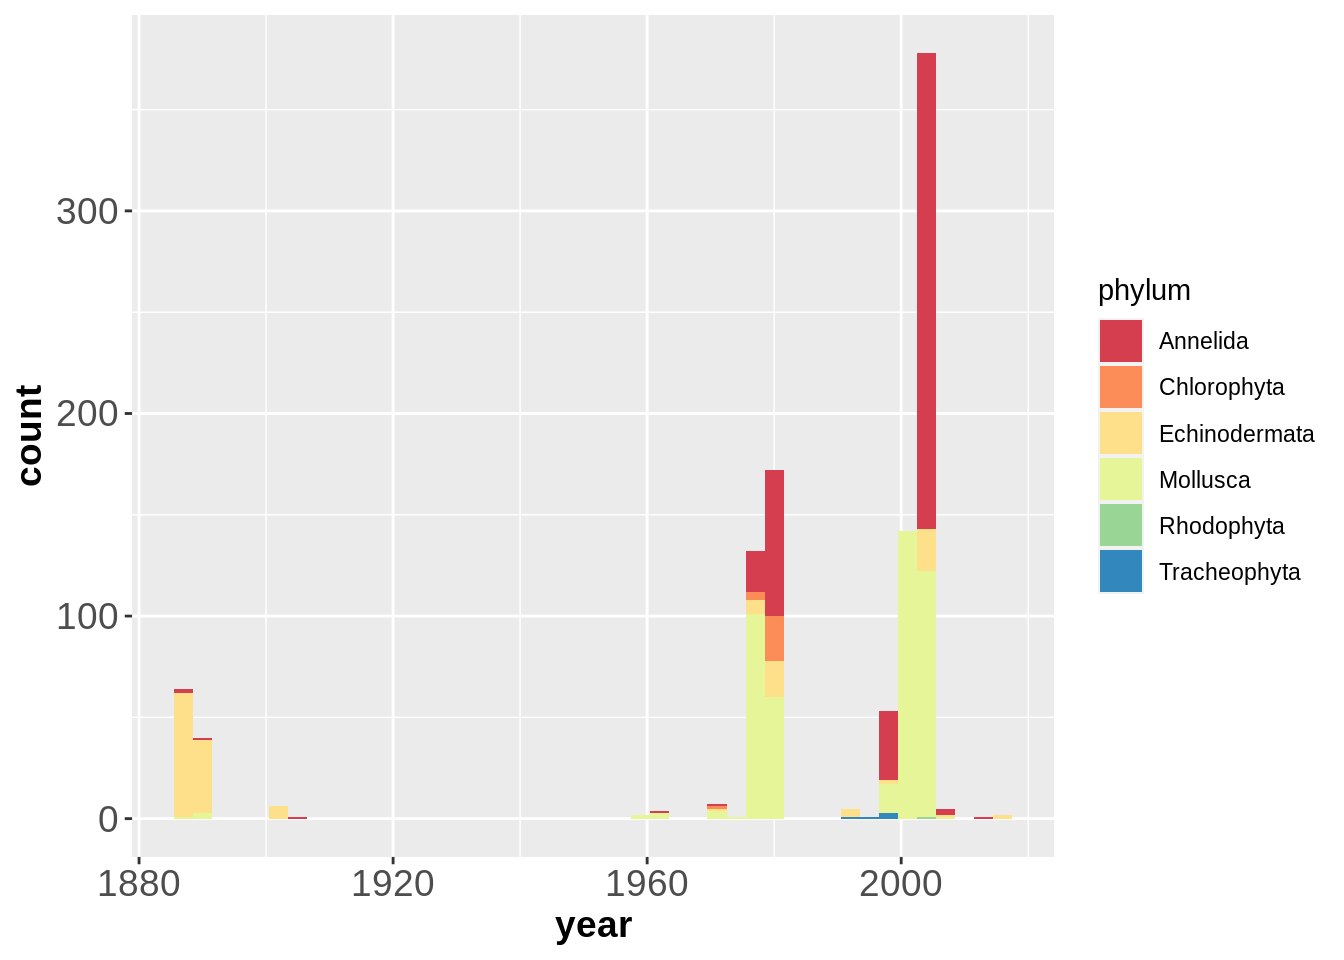 300
200
100
0
count
1880
1920
1960
2000
year
phylum
Annelida
Chlorophyta
Echinodermata
Mollusca
Rhodophyta
Tracheophyta